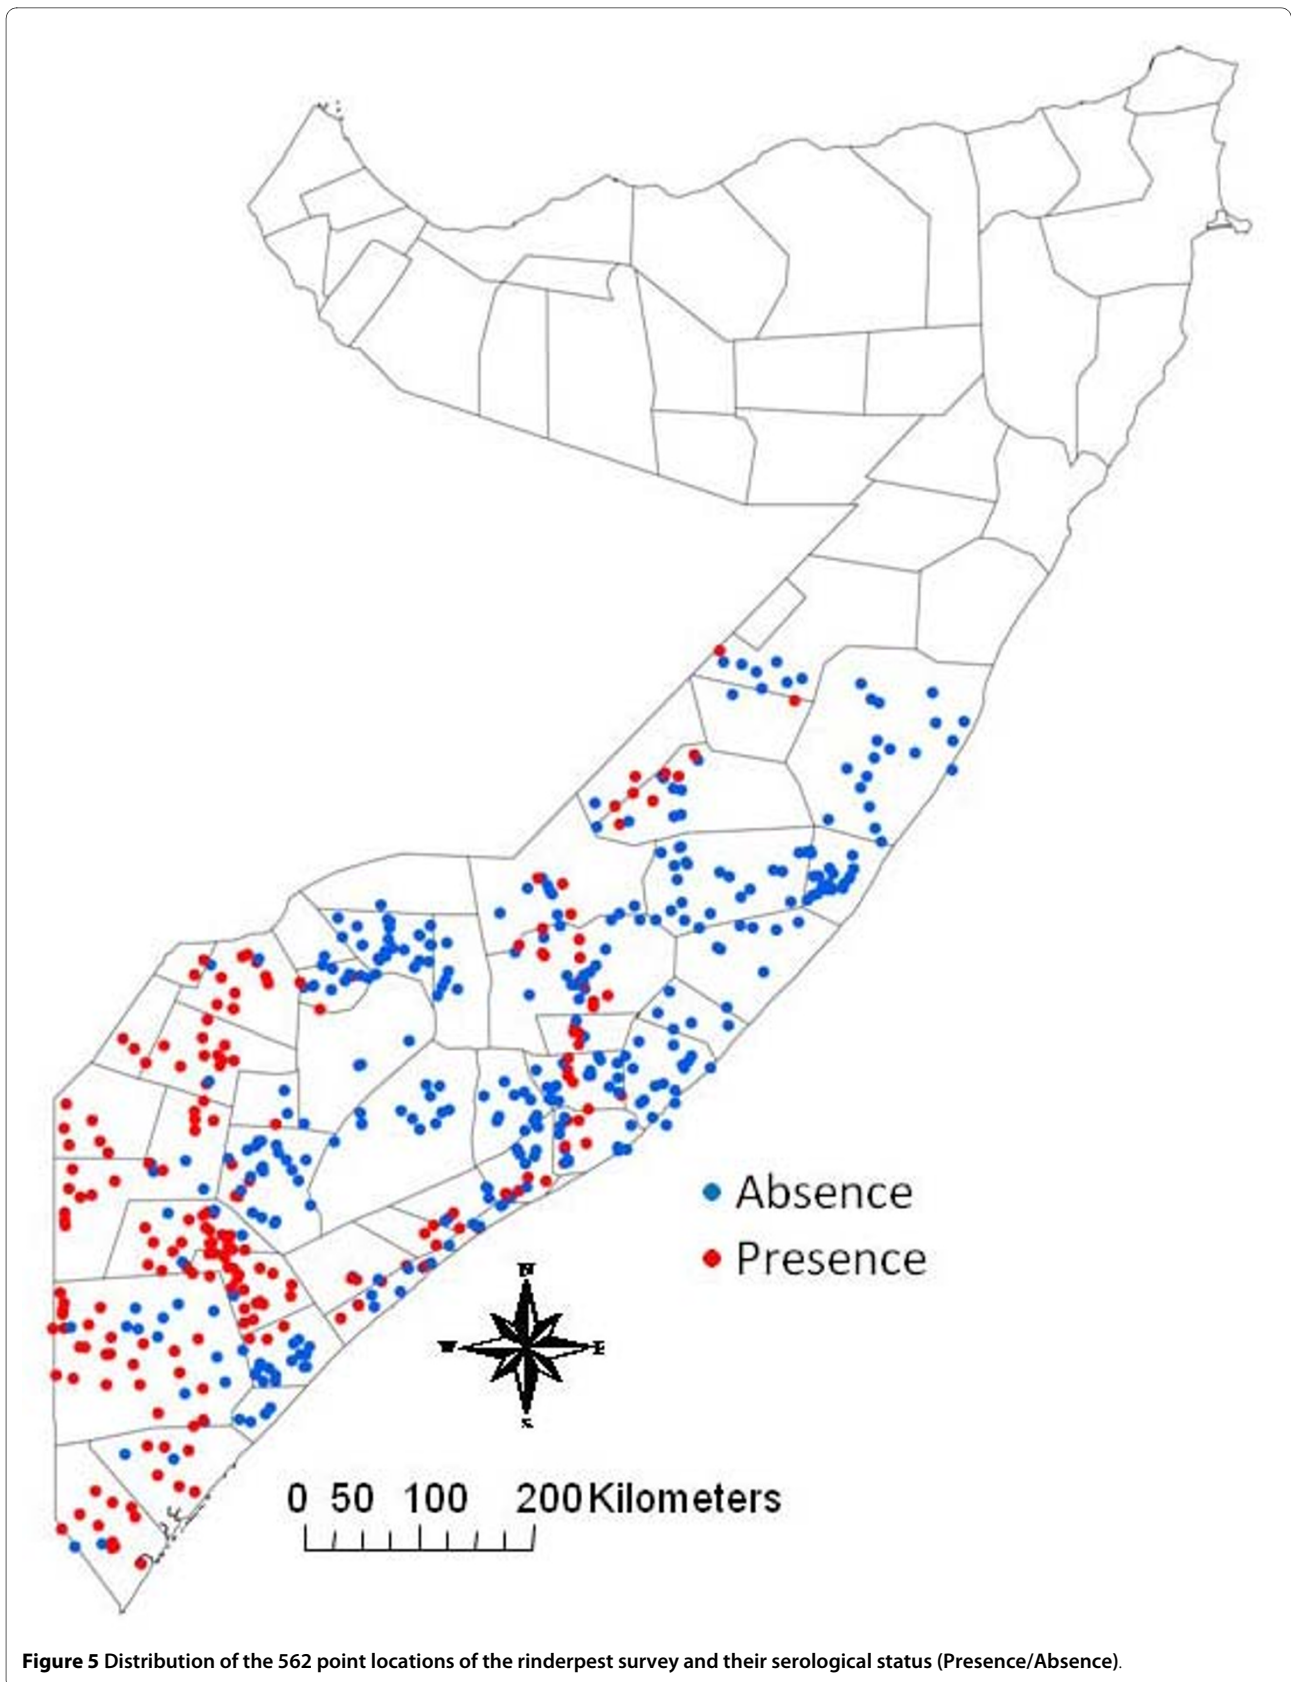 Absence
Presence
N
W E
S
0 50 100 200 Kilometers
Figure 5 Distribution of the 562 point locations of the rinderpest survey and their serological status (Presence/Absence).